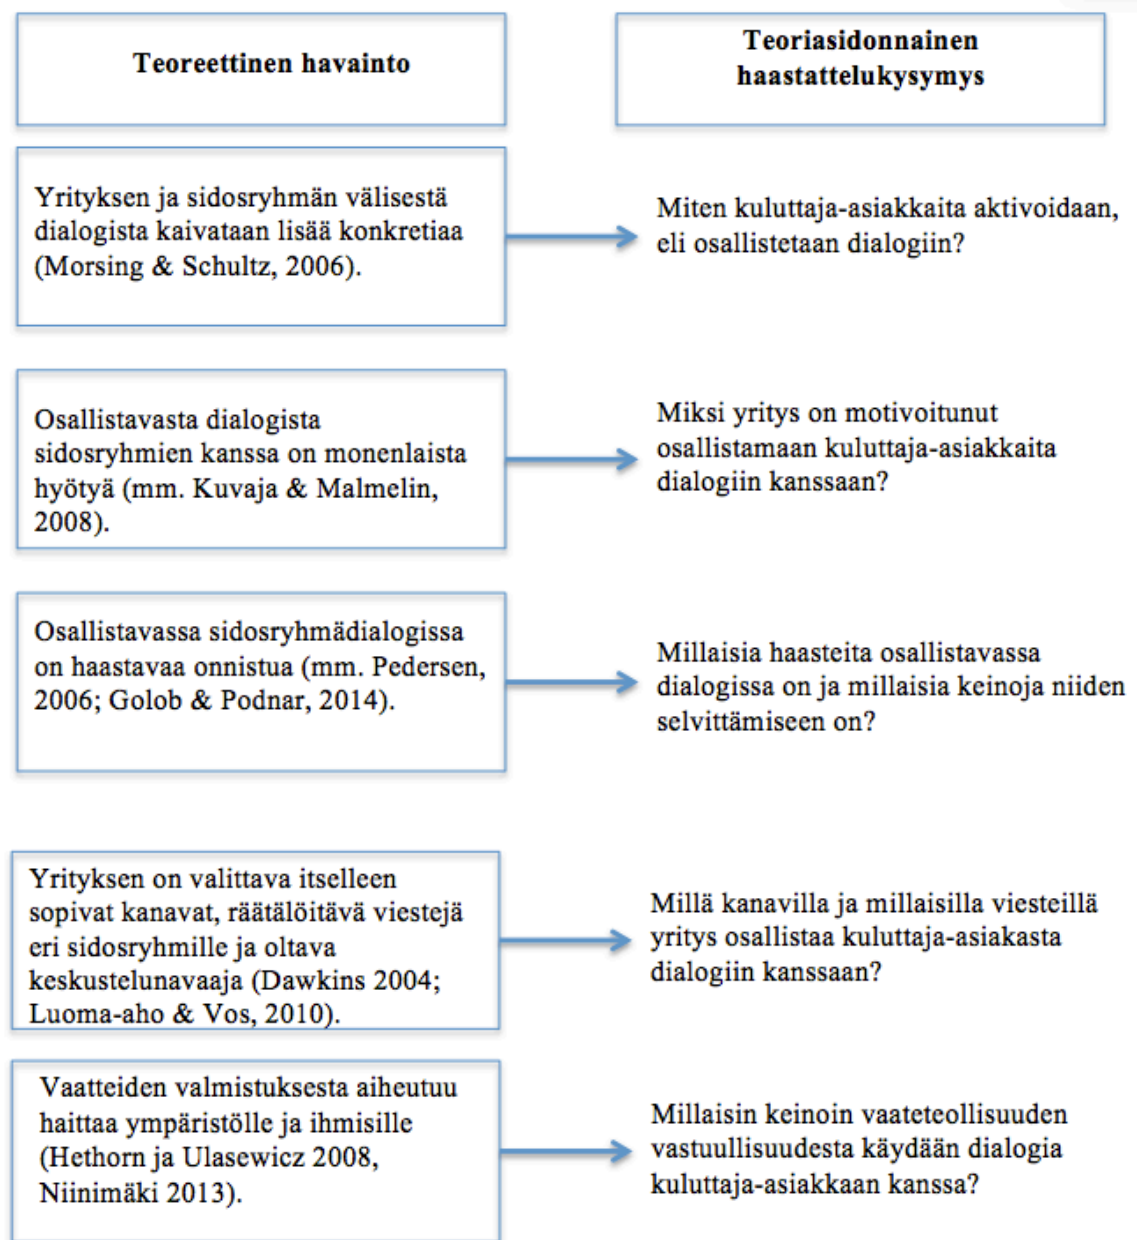 Teoreettinen havainto
Teoriasidonnainen
haastattelukysymys
Yrityksen ja sidosryhmän välisestä
dialogista kaivataan lisää konkretiaa
(Morsing & Schultz, 2006).
Miten kuluttaja-asiakkaita aktivoidaan,
eli osallistetaan dialogiin?
Osallistavasta dialogista
sidosryhmien kanssa on monenlaista
hyötyä (mm. Kuvaja & Malmelin,
2008).
Miksi yritys on motivoitunut
osallistamaan kuluttaja-asiakkaita
dialogiin kanssaan?
Osallistavassa sidosryhmädialogissa
on haastavaa onnistua (mm. Pedersen,
2006; Golob & Podnar, 2014).
Millaisia haasteita osallistavassa
dialogissa on ja millaisia keinoja niiden
selvittämiseen on?
Yrityksen on valittava itselleen
sopivat kanavat, räätälöitävä viestejä
eri sidosryhmille ja oltava
keskustelunavaaja (Dawkins 2004;
Luoma-aho & Vos, 2010).
Millä kanavilla ja millaisilla viesteillä
yritys osallistaa kuluttaja-asiakasta
dialogiin kanssaan?
Vaatteiden valmistuksesta aiheutuu
haittaa ympäristölle ja ihmisille
(Hethorn ja Ulasewicz 2008,
Niinimäki 2013).
Millaisin keinoin vaateteollisuuden
vastuullisuudesta käydään dialogia
kuluttaja-asiakkaan kanssa?